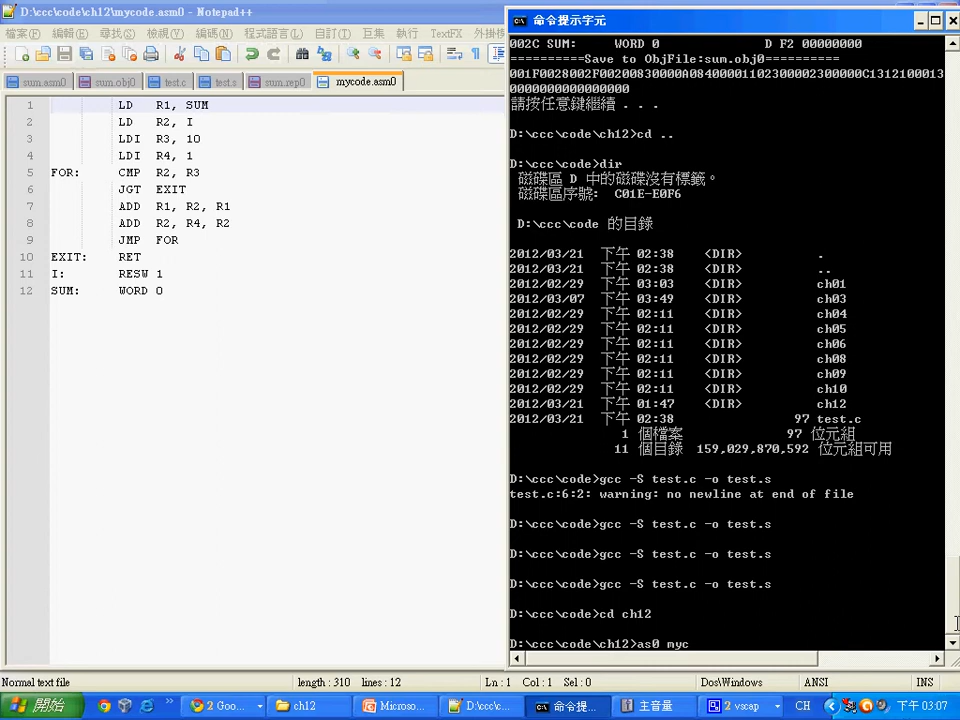 D:\ccc\code\ch12\mycode.asm0 - Notepad++
檔案(F) 編輯(E) 尋找(S) 檢視(V) 編碼(N) 程式語言(L) 自訂(T) 巨集 執行 TextFX 外掛
sum.asm0 sum.obj0 test.c test.s sum.rep0 mycode.asm0
1 LD R1, SUM
2 LD R2, I
3 LDI R3, 10
4 LDI R4, 1
5 FOR: CMP R2, R3
6 JGT EXIT
7 ADD R1, R2, R1
8 ADD R2, R4, R2
9 JMP FOR
10 EXIT: RET
11 I: RESW 1
12 SUM: WORD 0
命令提示字元
002C SUM: WORD 0 D F2 00000000
==========Save to ObjFile:sum.obj0==========
001F0028002F00200830000A084000011023000023000 00C1312100013
0000000000000000
請按任意鍵繼續 . . .
D:\ccc\code\ch12>cd ..
D:\ccc\code>dir
磁碟區 D 中的磁碟沒有標籤。
磁碟區序號: C01E-E0F6
D:\ccc\code 的目錄
2012/03/21 下午 02:38 <DIR> .
2012/03/21 下午 02:38 <DIR> ..
2012/02/29 下午 03:03 <DIR> ch01
2012/03/07 下午 03:49 <DIR> ch03
2012/02/29 下午 02:11 <DIR> ch04
2012/02/29 下午 02:11 <DIR> ch05
2012/02/29 下午 02:11 <DIR> ch06
2012/02/29 下午 02:11 <DIR> ch08
2012/02/29 下午 02:11 <DIR> ch09
2012/02/29 下午 02:11 <DIR> ch10
2012/03/21 下午 01:47 <DIR> ch12
2012/03/21 下午 02:38 97 test.c
1 個檔案 97 位元組
11 個目錄 159,029,870,592 位元組可用
D:\ccc\code>gcc -S test.c -o test.s
test.c:6:2: warning: no newline at end of file
D:\ccc\code>gcc -S test.c -o test.s
D:\ccc\code>gcc -S test.c -o test.s
D:\ccc\code>gcc -S test.c -o test.s
D:\ccc\code>cd ch12
D:\ccc\code\ch12>as0 myc
Normal text file length : 310 lines : 12 Ln : 1 Col : 1 Sel : 0 Dos\Windows ANSI INS
開始 2 Goo... ch12 Microso... D:\ccc\c... 命令提... 主音量 2 vscap CH 下午 03:07